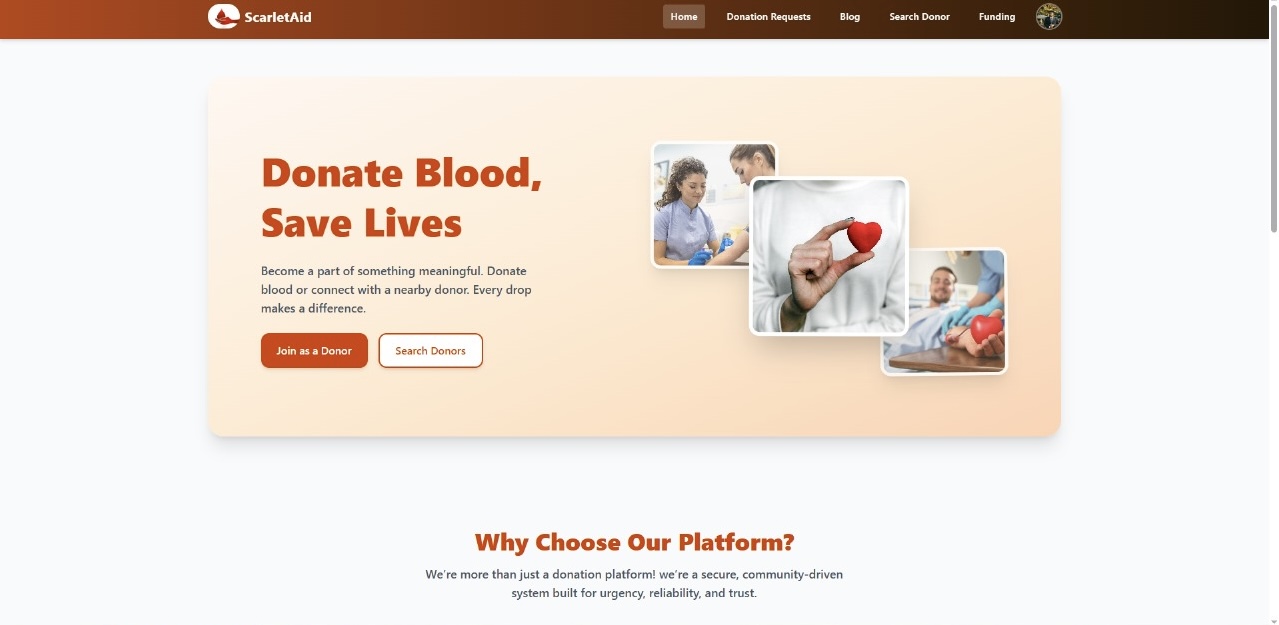 ScarletAid
Home
Donation Requests
Blog
Search Donor
Funding
Donate Blood,
Save Lives
Become a part of something meaningful. Donate
blood or connect with a nearby donor. Every drop
makes a difference.
Join as a Donor
Search Donors
Why Choose Our Platform?
We're more than just a donation platform! we're a secure, community-driven
system built for urgency, reliability, and trust.